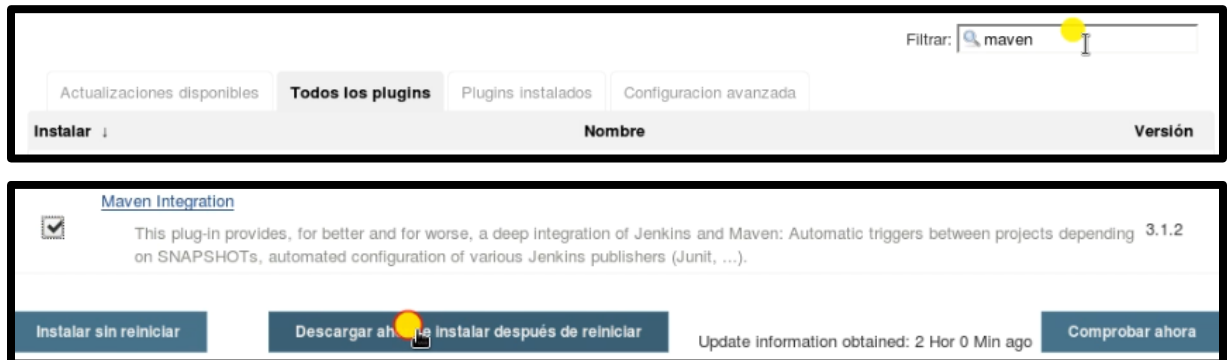 Filtrar: maven
Actualizaciones disponibles Todos los plugins Plugins instalados Configuracion avanzada
Instalar ↓ Nombre Versión
Maven Integration
This plug-in provides, for better and for worse, a deep integration of Jenkins and Maven: Automatic triggers between projects depending 3.1.2
on SNAPSHOTs, automated configuration of various Jenkins publishers (Junit, ...).
Instalar sin reiniciar Descargar ahora e instalar después de reiniciar Update information obtained: 2 Hor 0 Min ago Comprobar ahora